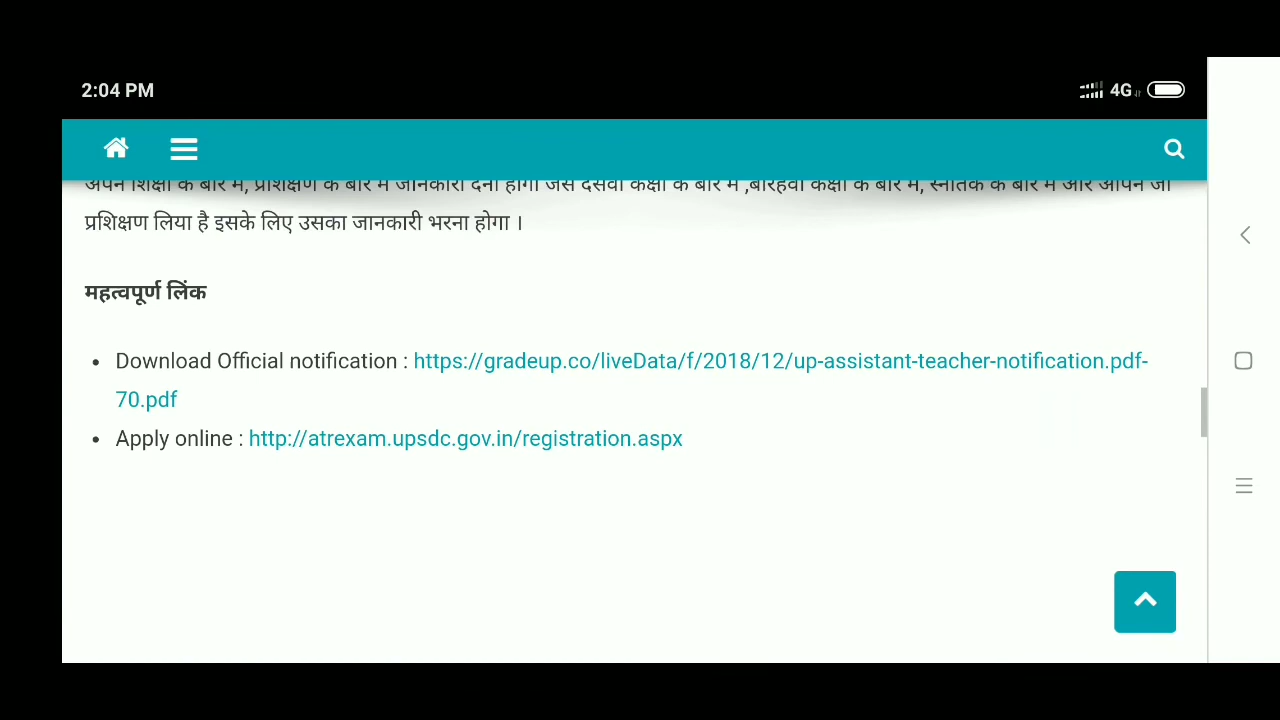 2:04 PM
4G
अपने शिक्षा के बारे में, प्रशिक्षण के बारे में जानकारी देनी होगी जैसे दसवीं कक्षा के बारे में ,बारहवीं कक्षा के बारे में, स्नातक के बारे में और आपने जो
प्रशिक्षण लिया है इसके लिए उसका जानकारी भरना होगा ।
महत्वपूर्ण लिंक
• Download Official notification : https://gradeup.co/liveData/f/2018/12/up-assistant-teacher-notification.pdf-
70.pdf
• Apply online : http://atrexam.upsdc.gov.in/registration.aspx